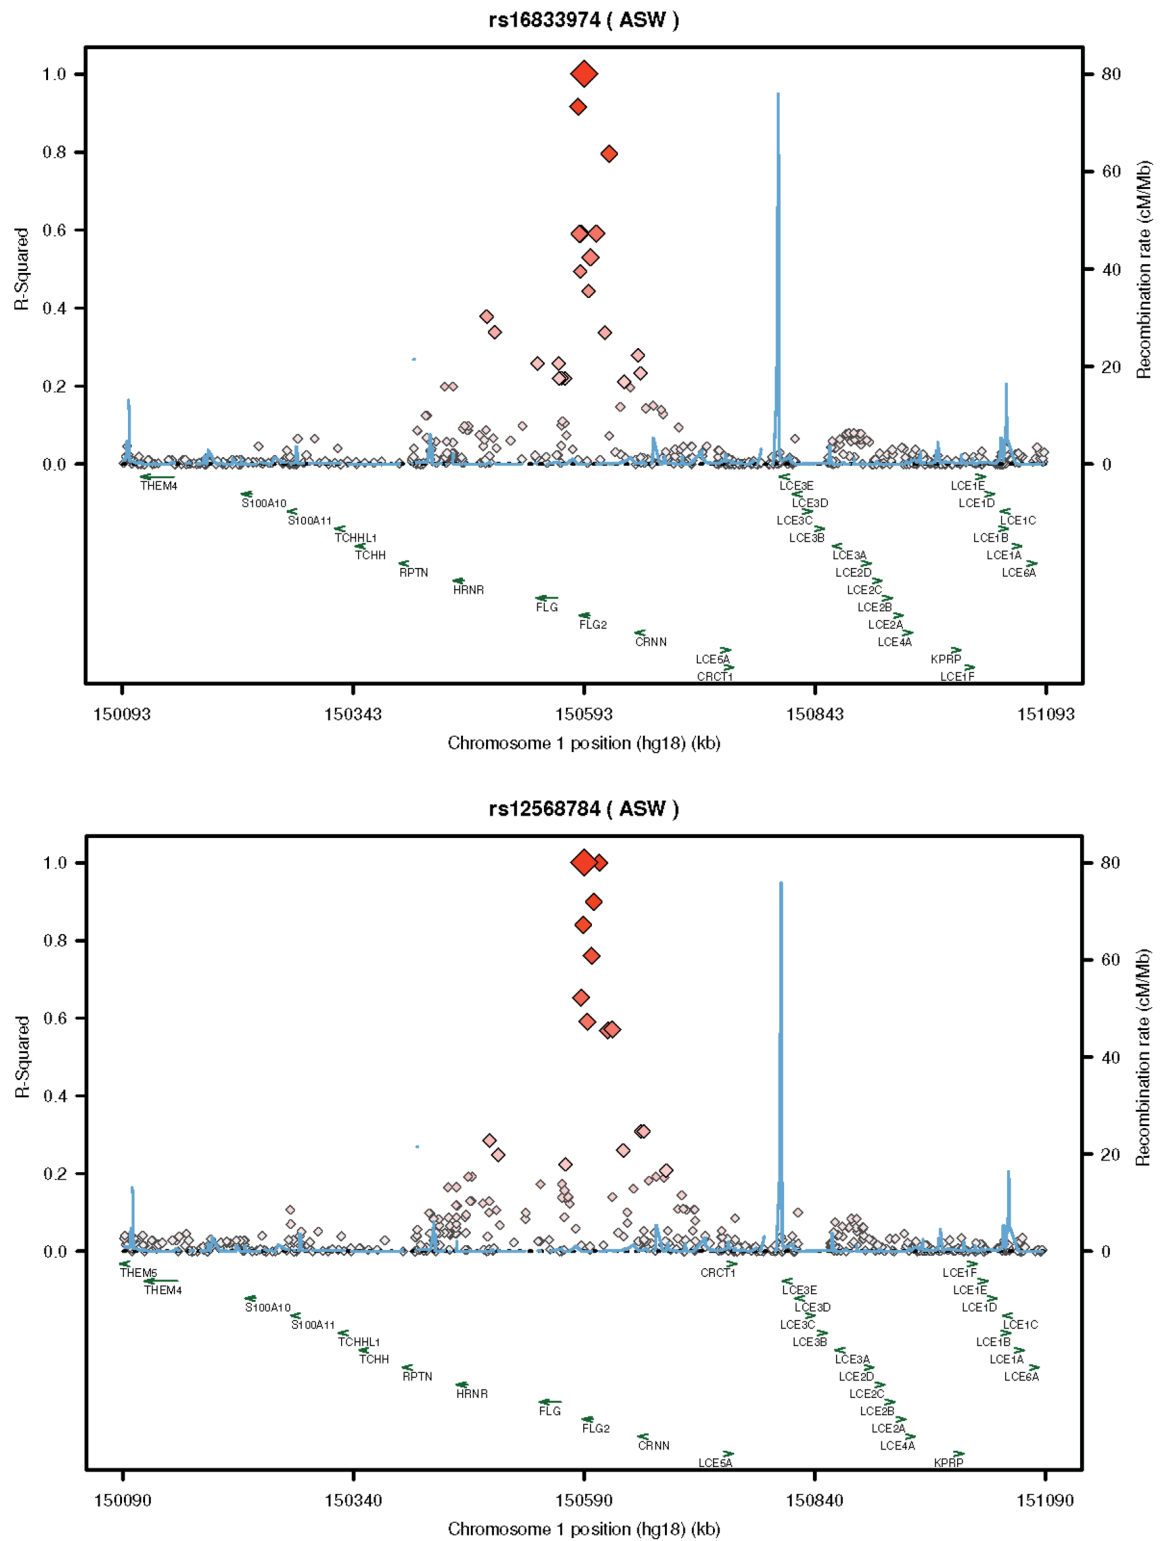 rs16833974 ( ASW )
1.0
0.8
0.6
0.4
0.2
0.0
R-Squared
80
60
40
20
0
Recombination rate (cM/Mb)
THEM4
S100A10
S100A11
TCHHL1
TCHH
RPTN
HRNR
FLG
FLG2
CRNN
LCE5A
CRCT1
LCE3E
LCE3D
LCE3C
LCE3B
LCE3A
LCE2D
LCE2C
LCE2B
LCE2A
LCE4A
KPRP
LCE1F
LCE1E
LCE1D
LCE1C
LCE1B
LCE1A
LCE6A
150093 150343 150593 150843 151093
Chromosome 1 position (hg18) (kb)
rs12568784 ( ASW )
1.0
0.8
0.6
0.4
0.2
0.0
R-Squared
80
60
40
20
0
Recombination rate (cM/Mb)
THEM5
THEM4
S100A10
S100A11
TCHHL1
TCHH
RPTN
HRNR
FLG
FLG2
CRNN
LCE5A
CRCT1
LCE3E
LCE3D
LCE3C
LCE3B
LCE3A
LCE2D
LCE2C
LCE2B
LCE2A
LCE4A
KPRP
LCE1F
LCE1E
LCE1D
LCE1C
LCE1B
LCE1A
LCE6A
150090 150340 150590 150840 151090
Chromosome 1 position (hg18) (kb)